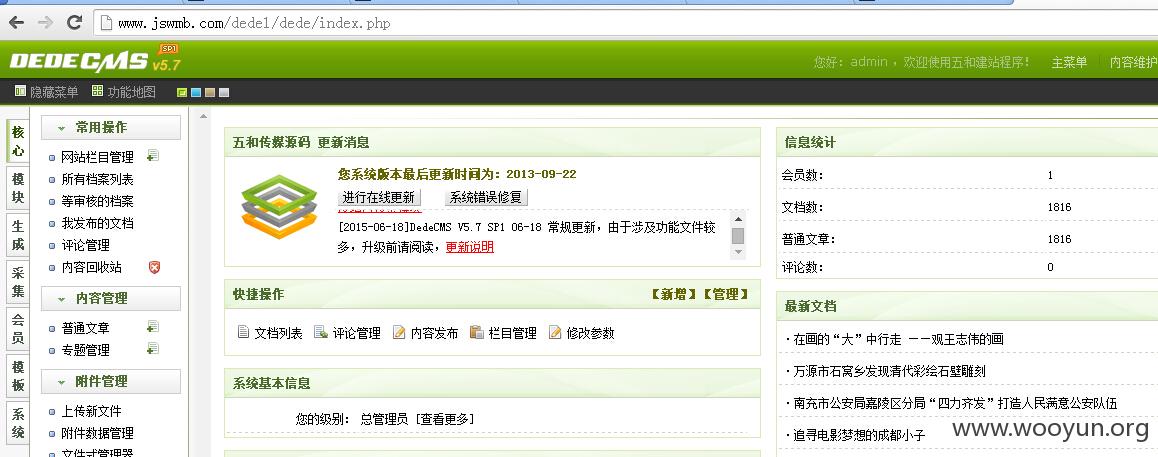 www.jswmb.com/dede1/dede/index.php
DEDECMS v5.7 SP1
您好：admin ，欢迎使用五和建站程序！ 主菜单 内容维护
隐藏菜单 功能地图
核心
模块
生成
采集
会员
模板
系统
常用操作
网站栏目管理
所有档案列表
等审核的档案
我发布的文档
评论管理
内容回收站
内容管理
普通文章
专题管理
附件管理
上传新文件
附件数据管理
文件式管理器
五和传媒源码 更新消息
您系统版本最后更新时间为：2013-09-22
进行在线更新 系统错误修复
[2015-06-18]DedeCMS V5.7 SP1 06-18 常规更新，由于涉及功能文件较
多，升级前请阅读，更新说明
快捷操作 【新增】【管理】
文档列表 评论管理 内容发布 栏目管理 修改参数
系统基本信息
您的级别： 总管理员 [查看更多]
信息统计
会员数： 1
文档数： 1816
普通文章： 1816
评论数： 0
最新文档
·在画的“大”中行走 －－观王志伟的画
·万源市石窝乡发现清代彩绘石壁雕刻
·南充市公安局嘉陵区分局“四力齐发”打造人民满意公安队伍
·追寻电影梦想的成都小子
www.wooyun.org